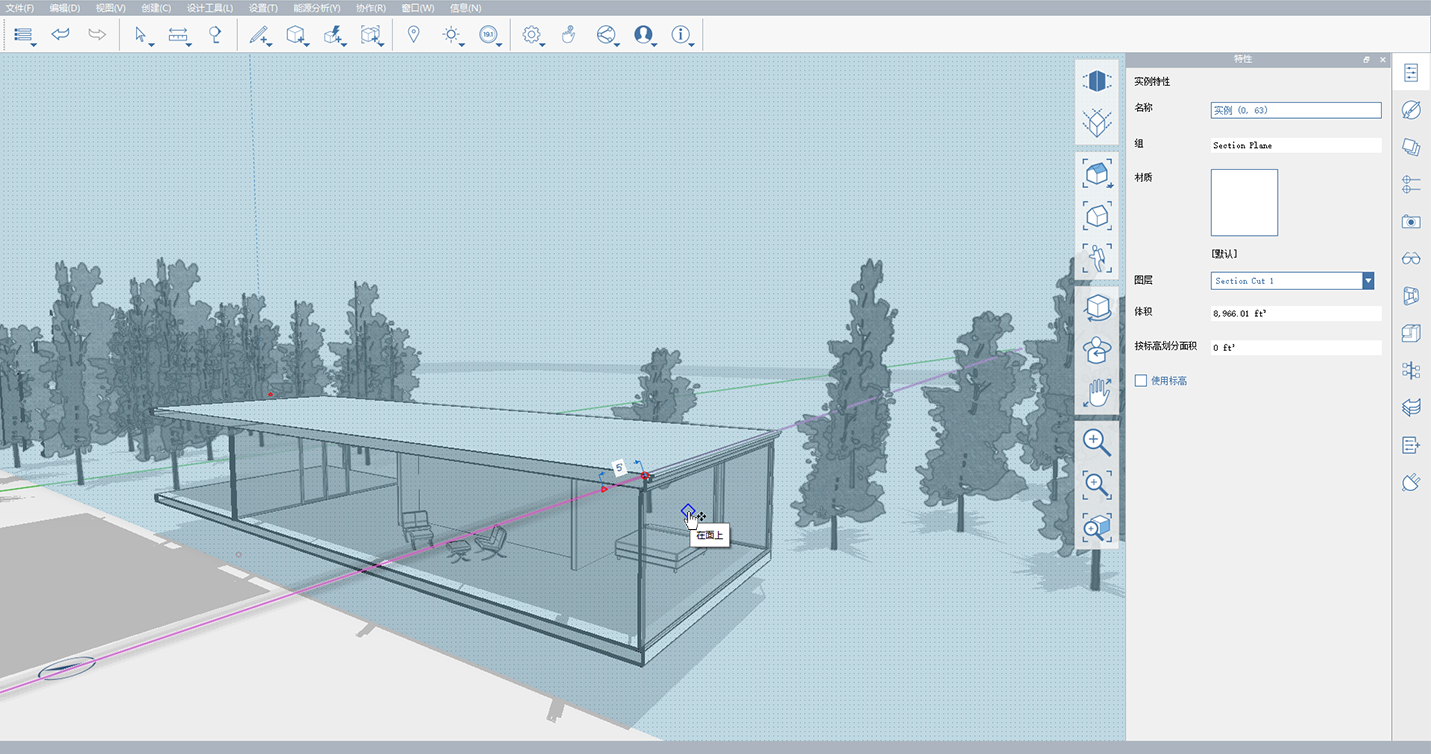 文件(F) 编辑(D) 视图(V) 创建(C) 设计工具(L) 设置(T) 能源分析(Y) 协作(R) 窗口(W) 信息(N)
19.1
特性
实例特性
名称 实例 (0, 63)
组 Section Plane
材质
[默认]
图层 Section Cut 1
体积 8,966.01 ft³
按标高划分面积 0 ft²
使用标高
5'
在面上